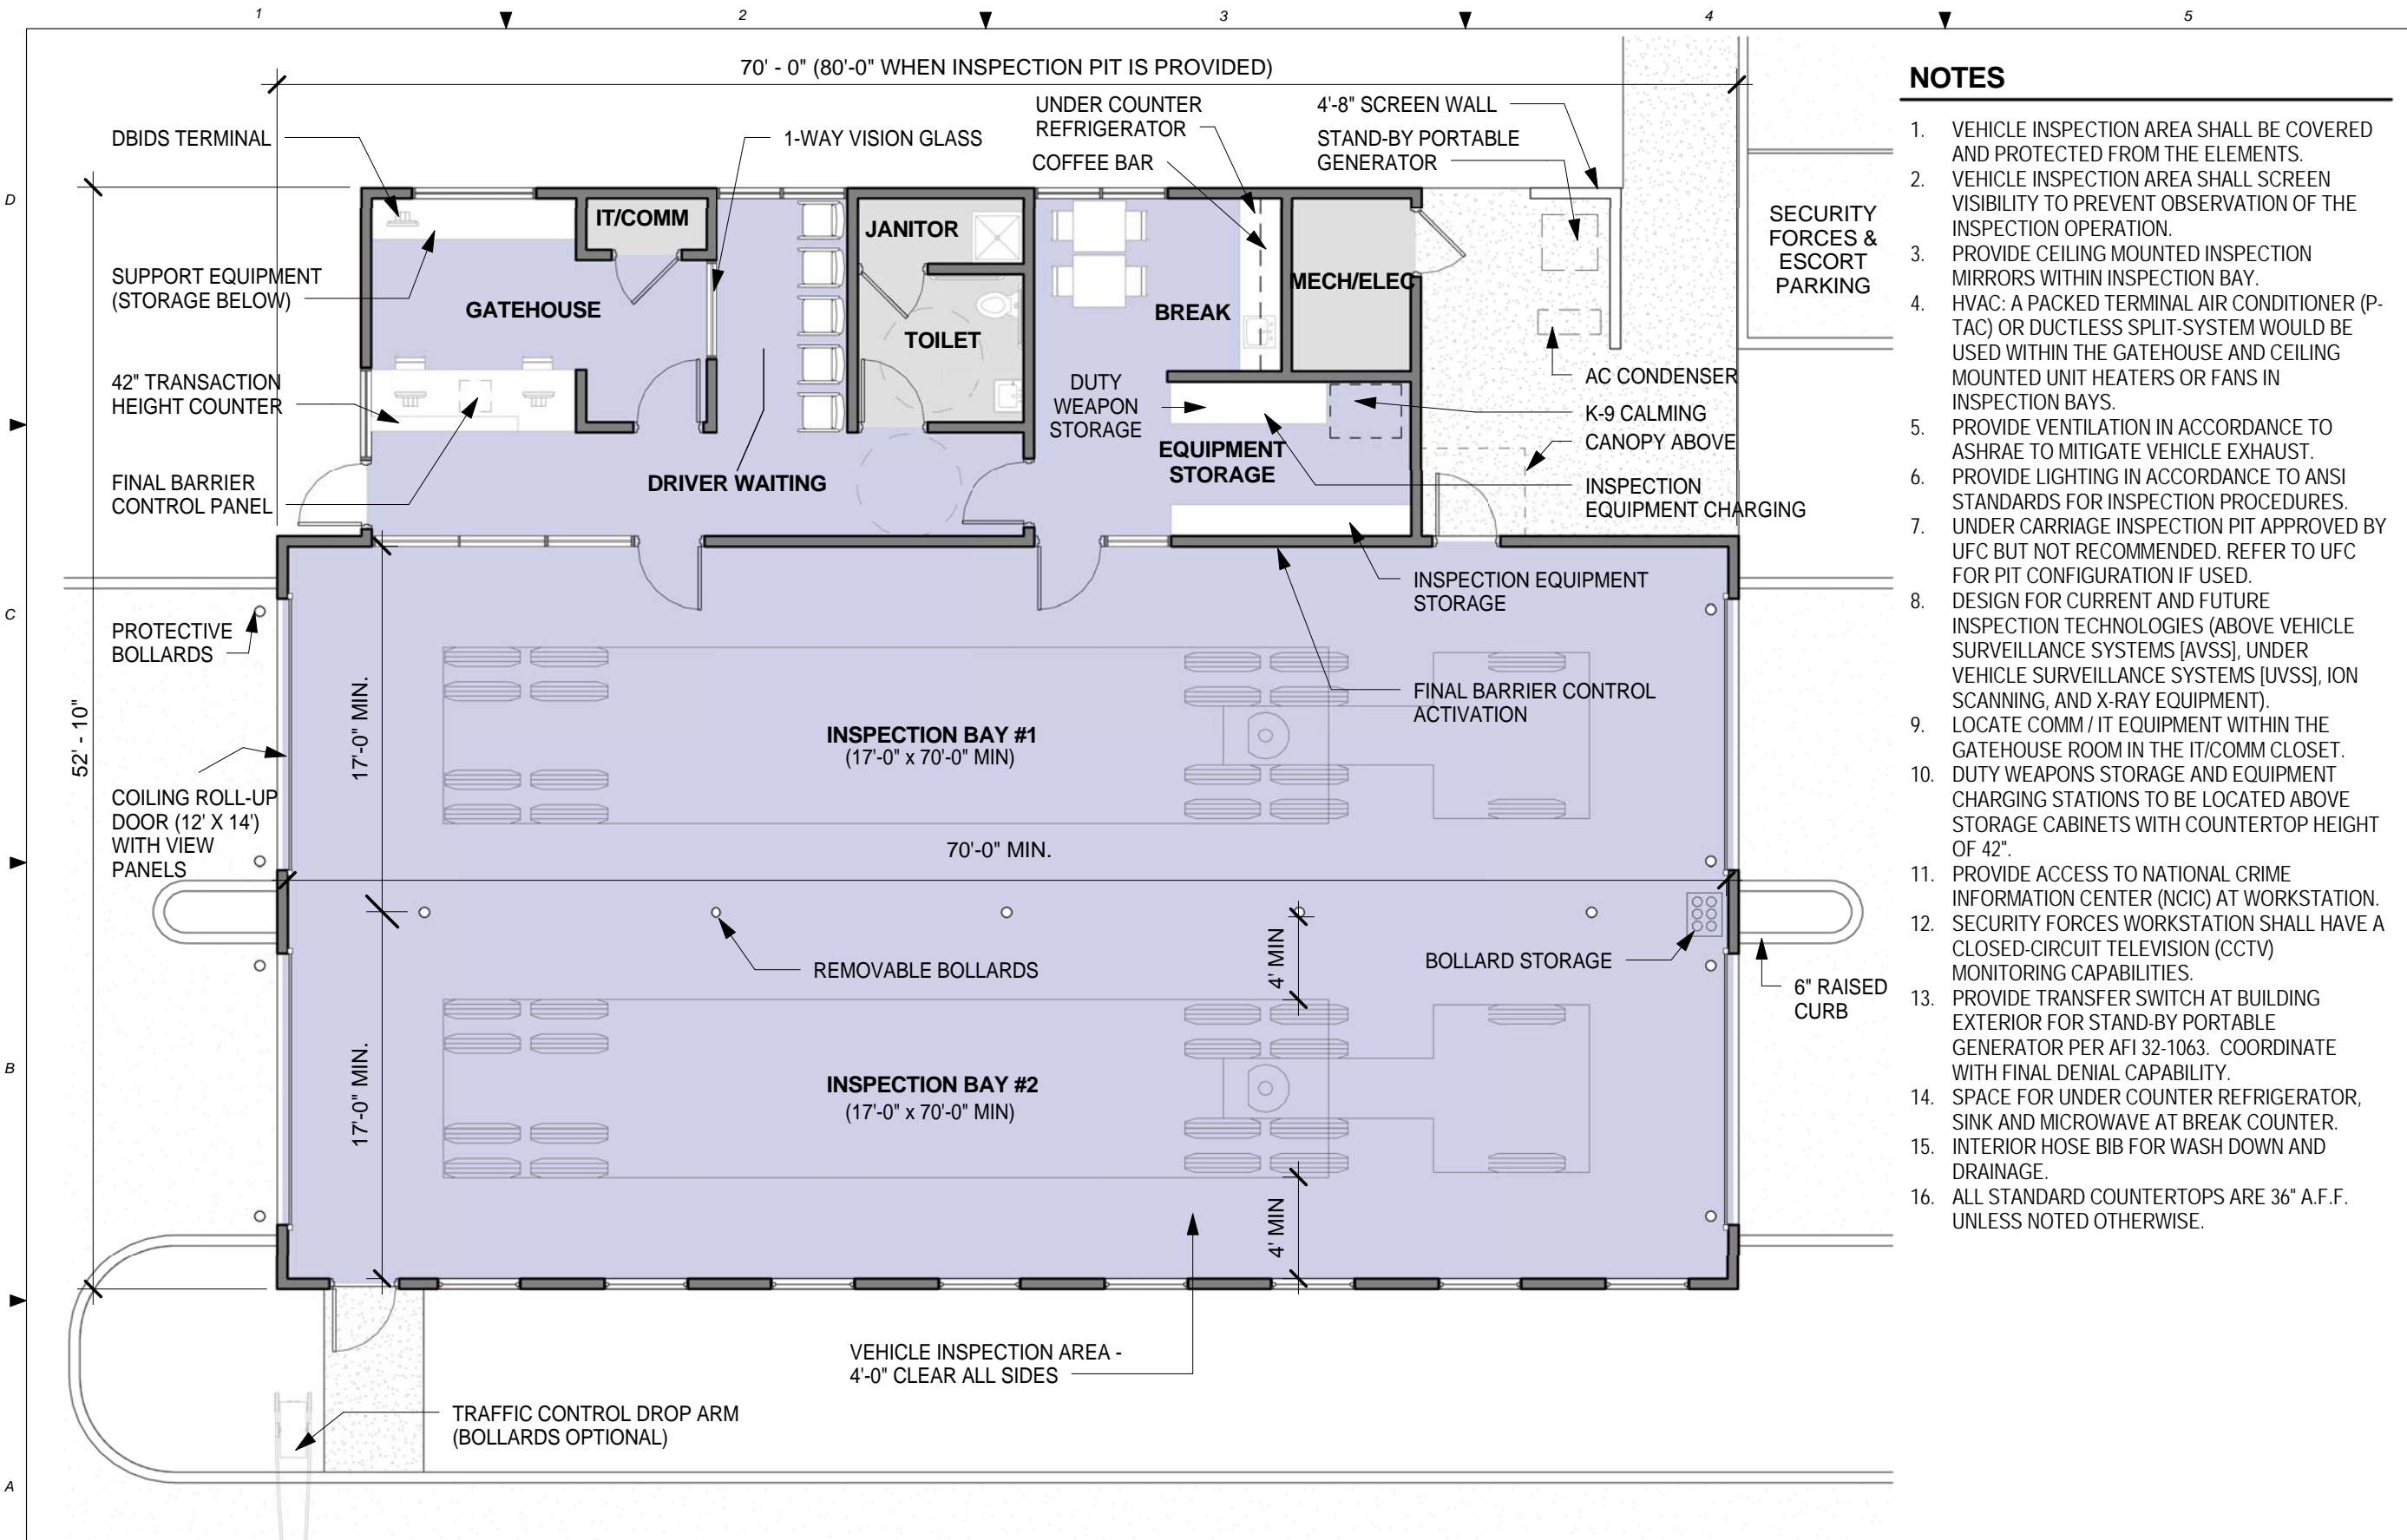 1
2
3
4
5
D
C
B
A
70' - 0" (80'-0" WHEN INSPECTION PIT IS PROVIDED)
DBIDS TERMINAL
1-WAY VISION GLASS
UNDER COUNTER
REFRIGERATOR
COFFEE BAR
4'-8" SCREEN WALL
STAND-BY PORTABLE
GENERATOR
SECURITY
FORCES &
ESCORT
PARKING
SUPPORT EQUIPMENT
(STORAGE BELOW)
IT/COMM
JANITOR
GATEHOUSE
TOILET
BREAK
MECH/ELEC
42" TRANSACTION
HEIGHT COUNTER
DUTY
WEAPON
STORAGE
AC CONDENSER
K-9 CALMING
CANOPY ABOVE
FINAL BARRIER
CONTROL PANEL
DRIVER WAITING
EQUIPMENT
STORAGE
INSPECTION
EQUIPMENT CHARGING
INSPECTION EQUIPMENT
STORAGE
PROTECTIVE
BOLLARDS
52' - 10"
17'-0" MIN.
FINAL BARRIER CONTROL
ACTIVATION
INSPECTION BAY #1
(17'-0" x 70'-0" MIN)
COILING ROLL-UP
DOOR (12' X 14')
WITH VIEW
PANELS
70'-0" MIN.
REMOVABLE BOLLARDS
4' MIN
BOLLARD STORAGE
6" RAISED
CURB
17'-0" MIN.
INSPECTION BAY #2
(17'-0" x 70'-0" MIN)
4' MIN
VEHICLE INSPECTION AREA -
4'-0" CLEAR ALL SIDES
TRAFFIC CONTROL DROP ARM
(BOLLARDS OPTIONAL)
NOTES
1. VEHICLE INSPECTION AREA SHALL BE COVERED
AND PROTECTED FROM THE ELEMENTS.
2. VEHICLE INSPECTION AREA SHALL SCREEN
VISIBILITY TO PREVENT OBSERVATION OF THE
INSPECTION OPERATION.
3. PROVIDE CEILING MOUNTED INSPECTION
MIRRORS WITHIN INSPECTION BAY.
4. HVAC: A PACKED TERMINAL AIR CONDITIONER (P-
TAC) OR DUCTLESS SPLIT-SYSTEM WOULD BE
USED WITHIN THE GATEHOUSE AND CEILING
MOUNTED UNIT HEATERS OR FANS IN
INSPECTION BAYS.
5. PROVIDE VENTILATION IN ACCORDANCE TO
ASHRAE TO MITIGATE VEHICLE EXHAUST.
6. PROVIDE LIGHTING IN ACCORDANCE TO ANSI
STANDARDS FOR INSPECTION PROCEDURES.
7. UNDER CARRIAGE INSPECTION PIT APPROVED BY
UFC BUT NOT RECOMMENDED. REFER TO UFC
FOR PIT CONFIGURATION IF USED.
8. DESIGN FOR CURRENT AND FUTURE
INSPECTION TECHNOLOGIES (ABOVE VEHICLE
SURVEILLANCE SYSTEMS [AVSS], UNDER
VEHICLE SURVEILLANCE SYSTEMS [UVSS], ION
SCANNING, AND X-RAY EQUIPMENT).
9. LOCATE COMM / IT EQUIPMENT WITHIN THE
GATEHOUSE ROOM IN THE IT/COMM CLOSET.
10. DUTY WEAPONS STORAGE AND EQUIPMENT
CHARGING STATIONS TO BE LOCATED ABOVE
STORAGE CABINETS WITH COUNTERTOP HEIGHT
OF 42".
11. PROVIDE ACCESS TO NATIONAL CRIME
INFORMATION CENTER (NCIC) AT WORKSTATION.
12. SECURITY FORCES WORKSTATION SHALL HAVE A
CLOSED-CIRCUIT TELEVISION (CCTV)
MONITORING CAPABILITIES.
13. PROVIDE TRANSFER SWITCH AT BUILDING
EXTERIOR FOR STAND-BY PORTABLE
GENERATOR PER AFI 32-1063. COORDINATE
WITH FINAL DENIAL CAPABILITY.
14. SPACE FOR UNDER COUNTER REFRIGERATOR,
SINK AND MICROWAVE AT BREAK COUNTER.
15. INTERIOR HOSE BIB FOR WASH DOWN AND
DRAINAGE.
16. ALL STANDARD COUNTERTOPS ARE 36" A.F.F.
UNLESS NOTED OTHERWISE.